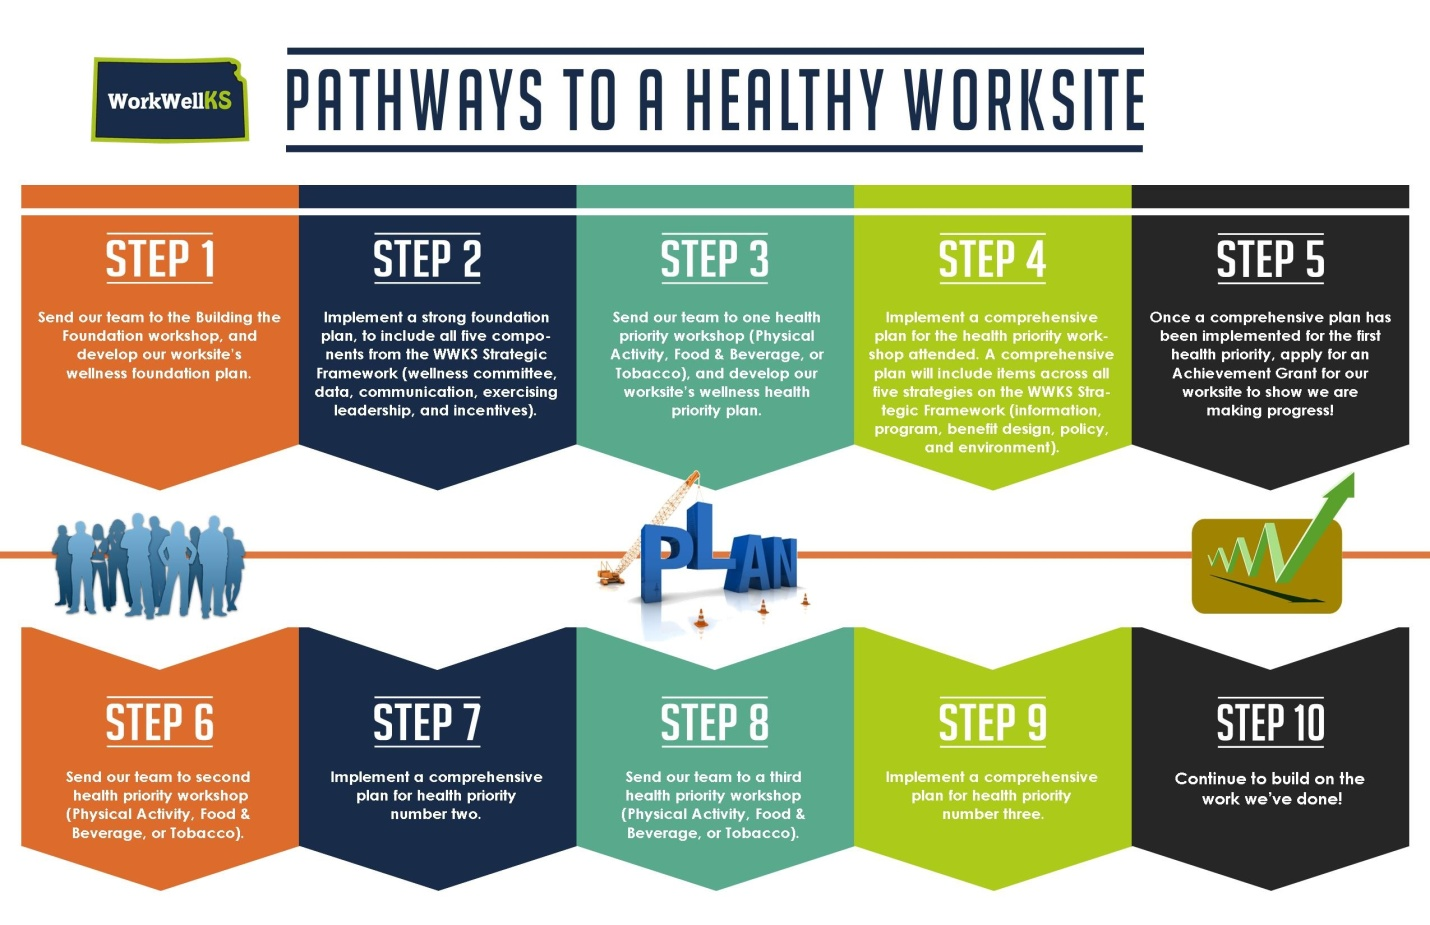 WorkWellKS
PATHWAYS TO A HEALTHY WORKSITE
STEP 1
Send our team to the Building the
Foundation workshop, and
develop our worksite's
wellness foundation plan.
STEP 2
Implement a strong foundation
plan, to include all five compo-
nents from the WWKS Strategic
Framework (wellness committee,
data, communication, exercising
leadership, and incentives).
STEP 3
Send our team to one health
priority workshop (Physical
Activity, Food & Beverage, or
Tobacco), and develop our
worksite's wellness health
priority plan.
STEP 4
Implement a comprehensive
plan for the health priority work-
shop attended. A comprehensive
plan will include items across all
five strategies on the WWKS Stra-
tegic Framework (information,
program, benefit design, policy,
and environment).
STEP 5
Once a comprehensive plan has
been implemented for the first
health priority, apply for an
Achievement Grant for our
worksite to show we are
making progress!
PLAN
STEP 6
Send our team to second
health priority workshop
(Physical Activity, Food &
Beverage, or Tobacco).
STEP 7
Implement a comprehensive
plan for health priority
number two.
STEP 8
Send our team to a third
health priority workshop
(Physical Activity, Food &
Beverage, or Tobacco).
STEP 9
Implement a comprehensive
plan for health priority
number three.
STEP 10
Continue to build on the
work we've done!